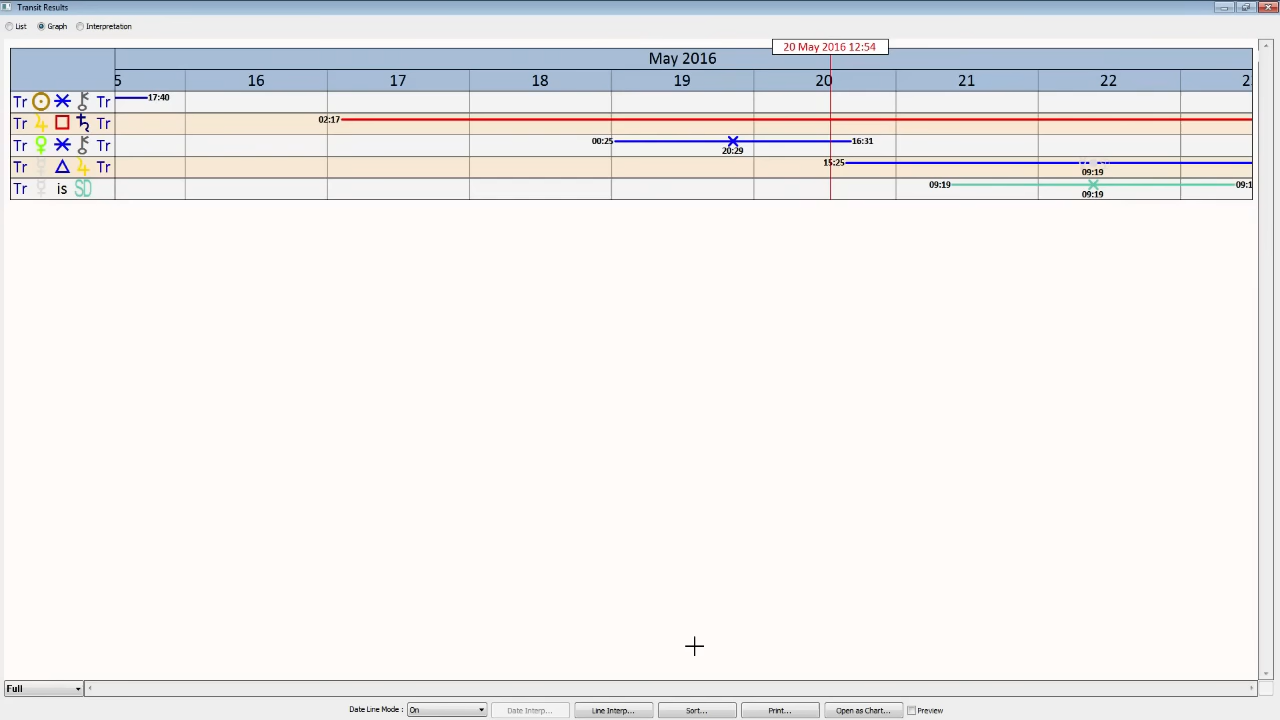 Transit Results
List Graph Interpretation
20 May 2016 12:54
May 2016
5 16 17 18 19 20 21 22 2
Tr ☉ ⚹ ⚷ Tr 17:40
Tr ♃ □ ♄ Tr 02:17
Tr ♀ ⚹ ⚷ Tr 00:25 16:31
20:29
Tr ☿ △ ♃ Tr 15:25
09:19
Tr ☿ is SD 09:19 09:1
09:19
Full
Date Line Mode : On Date Interp... Line Interp... Sort... Print... Open as Chart... Preview